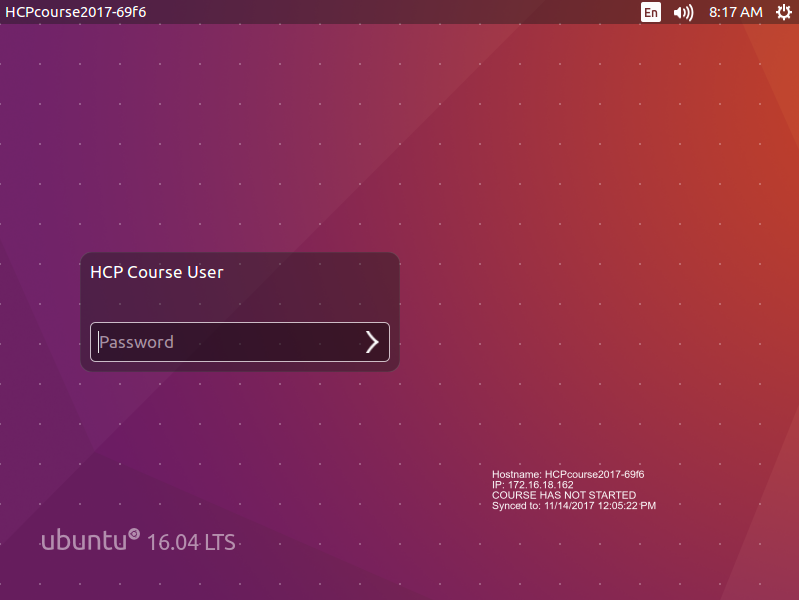 HCPcourse2017-69f6
En
8:17 AM
HCP Course User
Password
Hostname: HCPcourse2017-69f6
IP: 172.16.18.162
COURSE HAS NOT STARTED
Synced to: 11/14/2017 12:05:22 PM
ubuntu 16.04 LTS